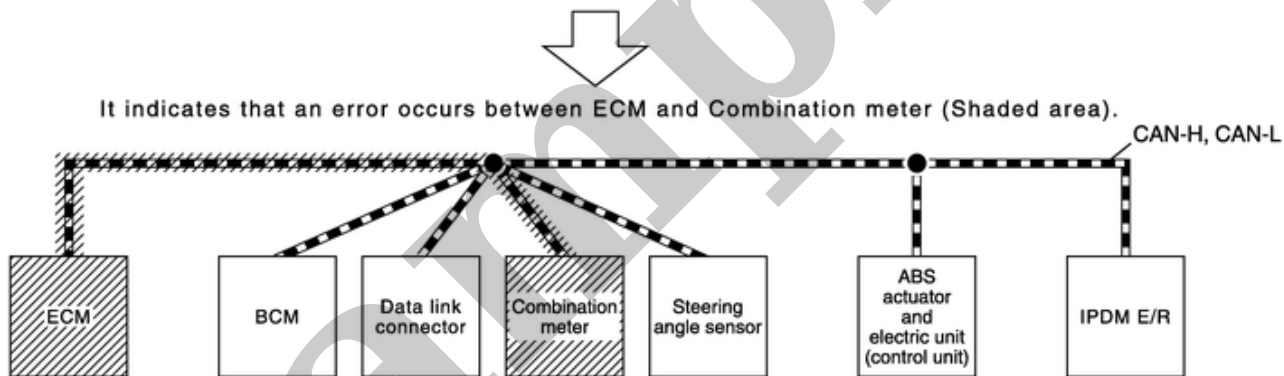 It indicates that an error occurs between ECM and Combination meter (Shaded area).
CAN-H, CAN-L
ECM
BCM
Data link
connector
Combination
meter
Steering
angle sensor
ABS
actuator
and
electric unit
(control unit)
IPDM E/R